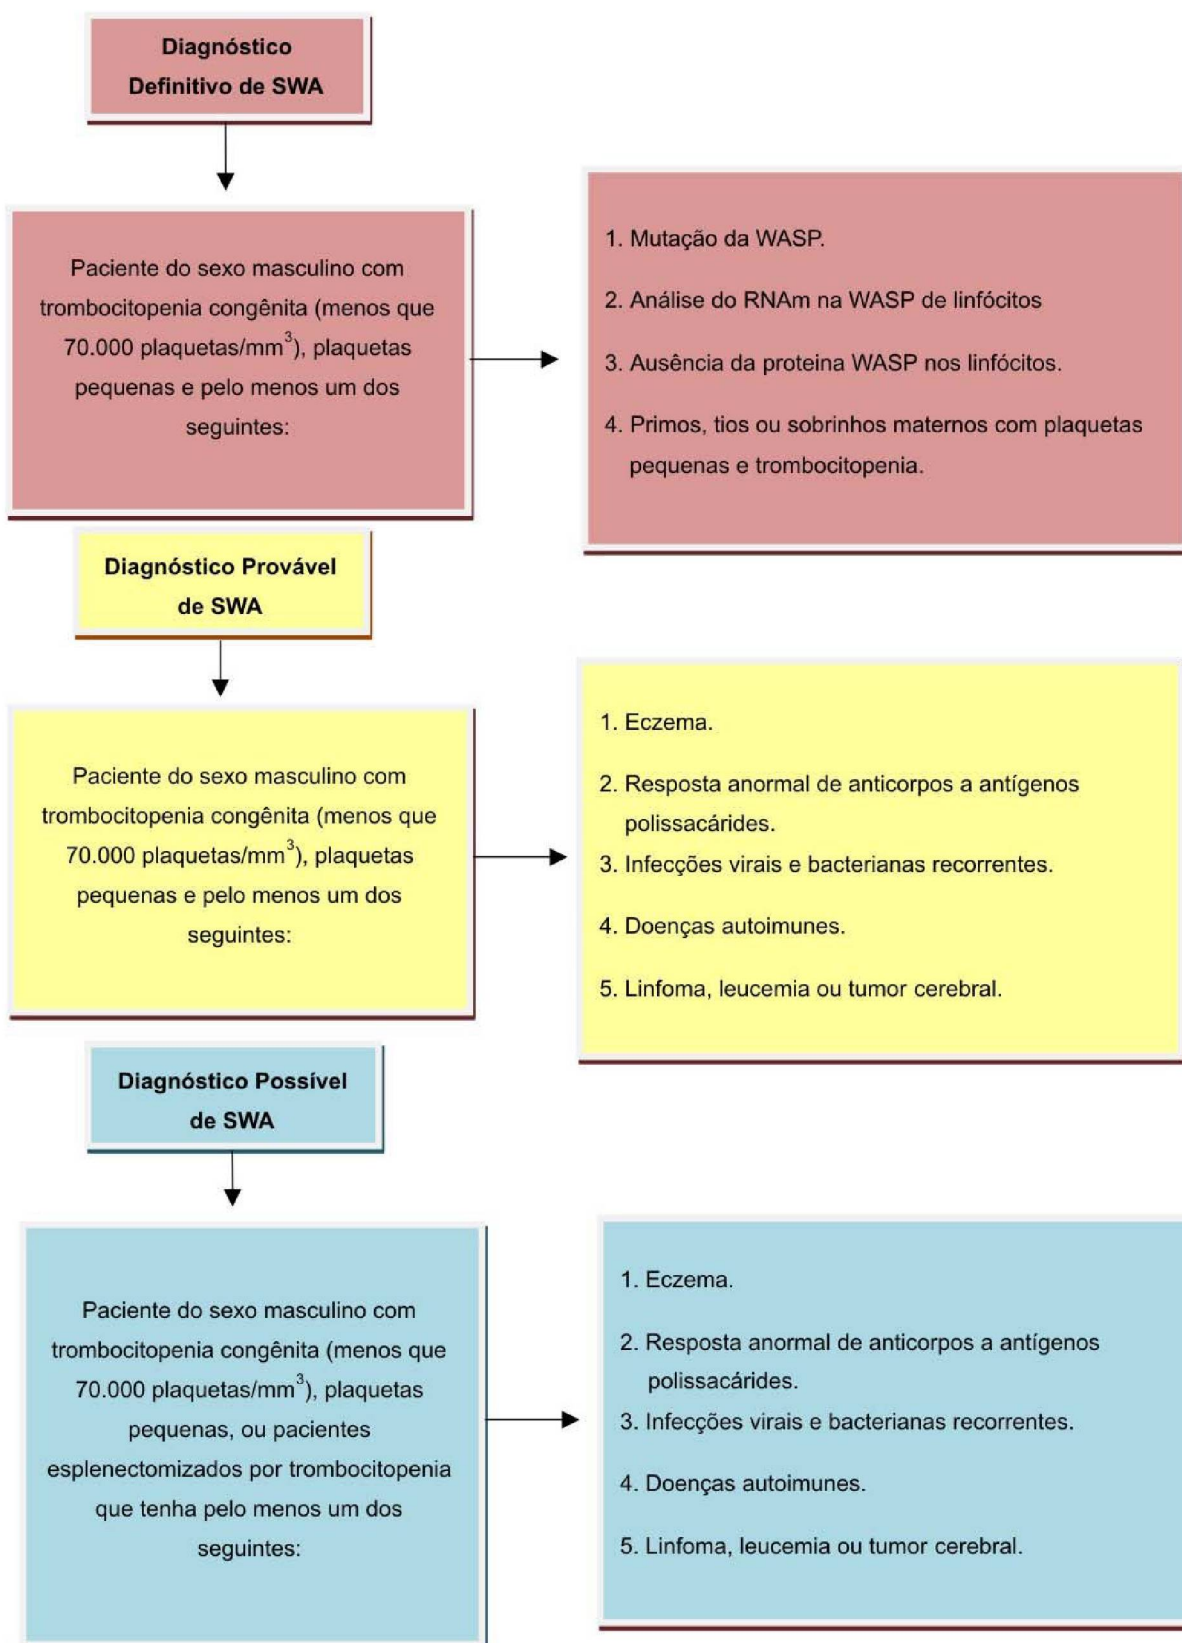 Diagnóstico
Definitivo de SWA
Paciente do sexo masculino com
trombocitopenia congênita (menos que
70.000 plaquetas/mm³), plaquetas
pequenas e pelo menos um dos
seguintes:
1. Mutação da WASP.
2. Análise do RNAm na WASP de linfócitos
3. Ausência da proteina WASP nos linfócitos.
4. Primos, tios ou sobrinhos maternos com plaquetas
pequenas e trombocitopenia.
Diagnóstico Provável
de SWA
Paciente do sexo masculino com
trombocitopenia congênita (menos que
70.000 plaquetas/mm³), plaquetas
pequenas e pelo menos um dos
seguintes:
1. Eczema.
2. Resposta anormal de anticorpos a antígenos
polissacárides.
3. Infecções virais e bacterianas recorrentes.
4. Doenças autoimunes.
5. Linfoma, leucemia ou tumor cerebral.
Diagnóstico Possível
de SWA
Paciente do sexo masculino com
trombocitopenia congênita (menos que
70.000 plaquetas/mm³), plaquetas
pequenas, ou pacientes
esplenectomizados por trombocitopenia
que tenha pelo menos um dos
seguintes:
1. Eczema.
2. Resposta anormal de anticorpos a antígenos
polissacárides.
3. Infecções virais e bacterianas recorrentes.
4. Doenças autoimunes.
5. Linfoma, leucemia ou tumor cerebral.